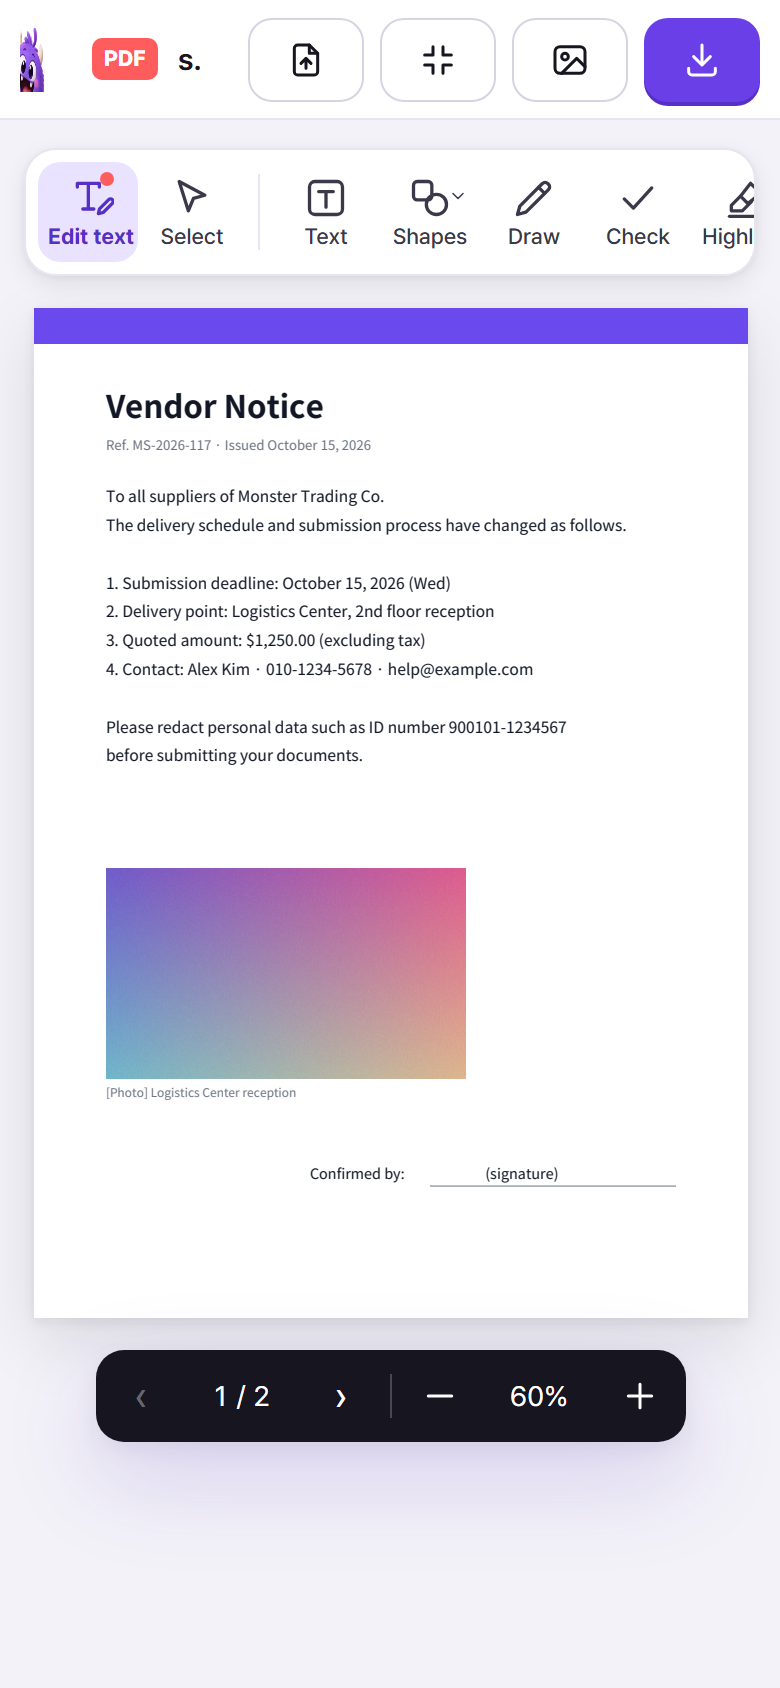 PDF s.
Edit text Select Text Shapes Draw Check Highl
Vendor Notice
Ref. MS-2026-117 · Issued October 15, 2026
To all suppliers of Monster Trading Co.
The delivery schedule and submission process have changed as follows.
1. Submission deadline: October 15, 2026 (Wed)
2. Delivery point: Logistics Center, 2nd floor reception
3. Quoted amount: $1,250.00 (excluding tax)
4. Contact: Alex Kim · 010-1234-5678 · help@example.com
Please redact personal data such as ID number 900101-1234567
before submitting your documents.
[Photo] Logistics Center reception
Confirmed by: (signature)
‹ 1 / 2 › − 60% +